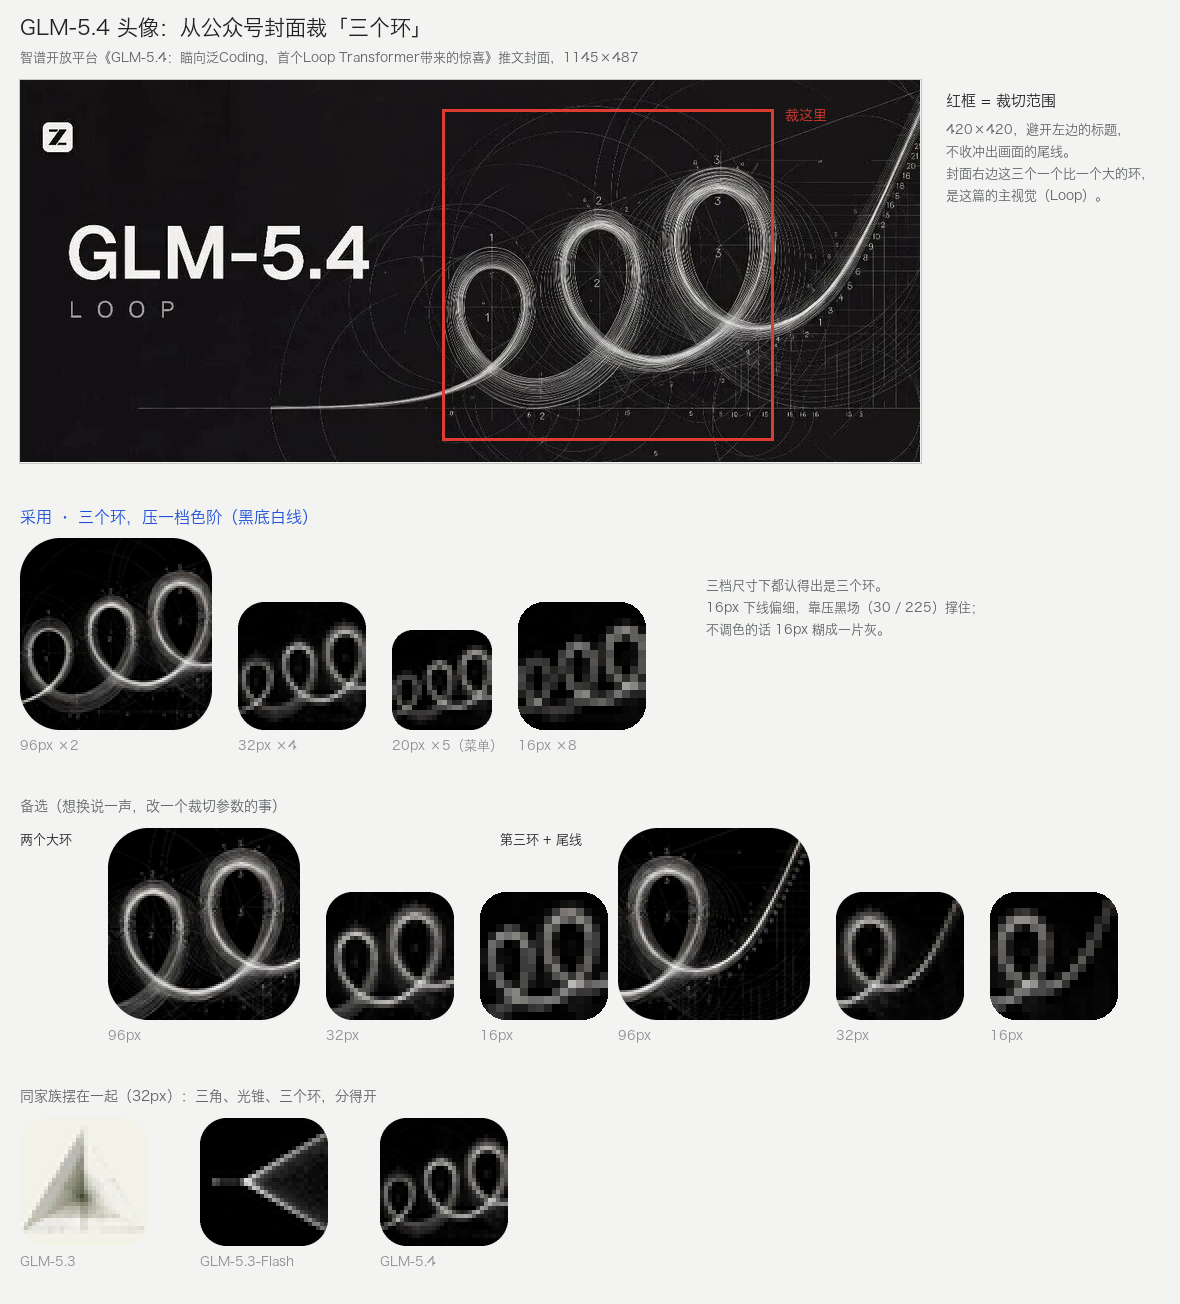 GLM-5.4 头像：从公众号封面裁「三个环」
智谱开放平台《GLM-5.4：瞄向泛Coding，首个Loop Transformer带来的惊喜》推文封面，1145×487
Z
GLM-5.4
LOOP
裁这里
红框 = 裁切范围
420×420，避开左边的标题，
不收冲出画面的尾线。
封面右边这三个一个比一个大的环，
是这篇的主视觉（Loop）。
采用 · 三个环，压一档色阶（黑底白线）
三档尺寸下都认得出是三个环。
16px 下线偏细，靠压黑场（30 / 225）撑住；
不调色的话 16px 糊成一片灰。
96px ×2
32px ×4
20px ×5（菜单）
16px ×8
备选（想换说一声，改一个裁切参数的事）
两个大环
第三环 + 尾线
96px
32px
16px
96px
32px
16px
同家族摆在一起（32px）：三角、光锥、三个环，分得开
GLM-5.3
GLM-5.3-Flash
GLM-5.4